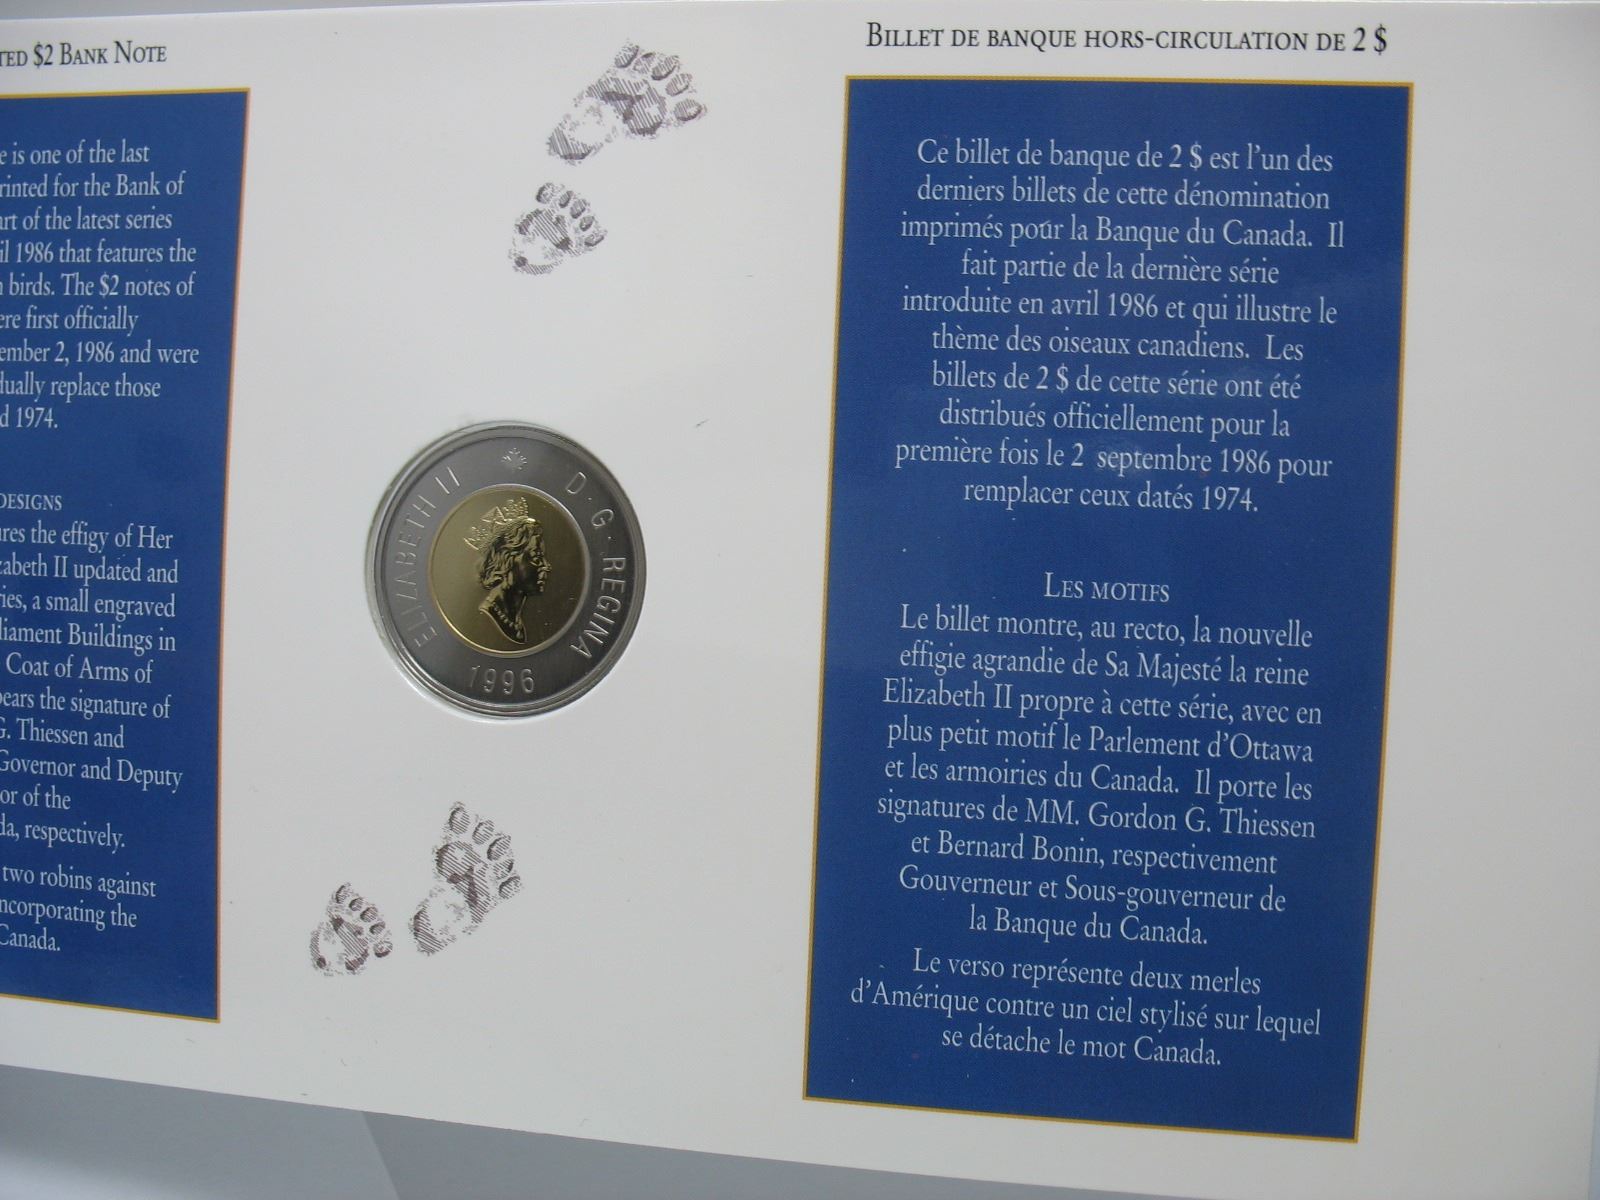 TED $2 BANK NOTE
e is one of the last
rinted for the Bank of
art of the latest series
il 1986 that features the
n birds. The $2 notes of
ere first officially
ember 2, 1986 and were
dually replace those
d 1974.
DESIGNS
ures the effigy of Her
zabeth II updated and
ries, a small engraved
liament Buildings in
Coat of Arms of
ears the signature of
G. Thiessen and
Governor and Deputy
or of the
da, respectively.
two robins against
ncorporating the
Canada.
ELIZABETH II D·G·REGINA
1996
BILLET DE BANQUE HORS-CIRCULATION DE 2 $
Ce billet de banque de 2 $ est l'un des
derniers billets de cette dénomination
imprimés pour la Banque du Canada. Il
fait partie de la dernière série
introduite en avril 1986 et qui illustre le
thème des oiseaux canadiens. Les
billets de 2 $ de cette série ont été
distribués officiellement pour la
première fois le 2 septembre 1986 pour
remplacer ceux datés 1974.
LES MOTIFS
Le billet montre, au recto, la nouvelle
effigie agrandie de Sa Majesté la reine
Elizabeth II propre à cette série, avec en
plus petit motif le Parlement d'Ottawa
et les armoiries du Canada. Il porte les
signatures de MM. Gordon G. Thiessen
et Bernard Bonin, respectivement
Gouverneur et Sous-gouverneur de
la Banque du Canada.
Le verso représente deux merles
d'Amérique contre un ciel stylisé sur lequel
se détache le mot Canada.